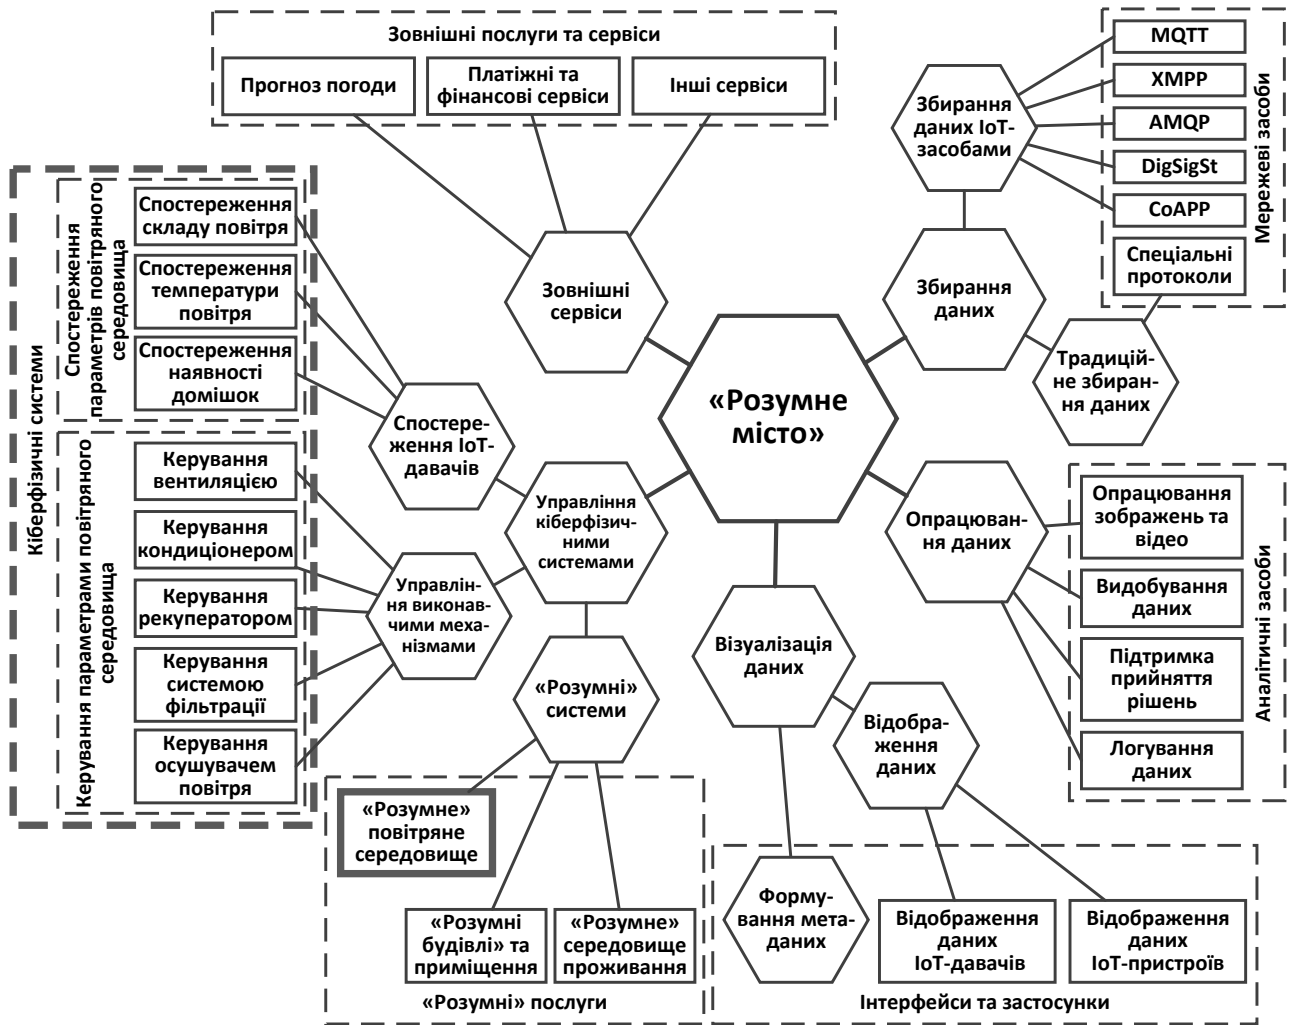 Зовнішні послуги та сервіси
Прогноз погоди
Платіжні та
фінансові сервіси
Інші сервіси
Збирання
даних ІоТ-
засобами
MQTT
XMPP
AMQP
DigSigSt
CoAPP
Спеціальні
протоколи
Мережеві засоби
Зовнішні
сервіси
Збирання
даних
Традицій-
не збиран-
ня даних
Кіберфізичні системи
Спостереження
параметрів повітряного
середовища
Спостереження
складу повітря
Спостереження
температури
повітря
Спостереження
наявності
домішок
Спостере-
ження ІоТ-
давачів
«Розумне
місто»
Керування параметрами повітряного
середовища
Керування
вентиляцією
Керування
кондиціонером
Керування
рекуператором
Керування
системою
фільтрації
Керування
осушувачем
повітря
Управління
кіберфізич-
ними
системами
Управлін-
ня виконав-
чими меха-
нізмами
«Розумні»
системи
Опрацюван-
ня даних
Опрацювання
зображень та
відео
Видобування
даних
Підтримка
прийняття
рішень
Логування
даних
Аналітичні засоби
Візуалізація
даних
Відобра-
ження
даних
«Розумне»
повітряне
середовище
«Розумні
будівлі» та
приміщення
«Розумне»
середовище
проживання
«Розумні» послуги
Форму-
вання мета-
даних
Відображення
даних
ІоТ-давачів
Відображення
даних
ІоТ-пристроїв
Інтерфейси та застосунки